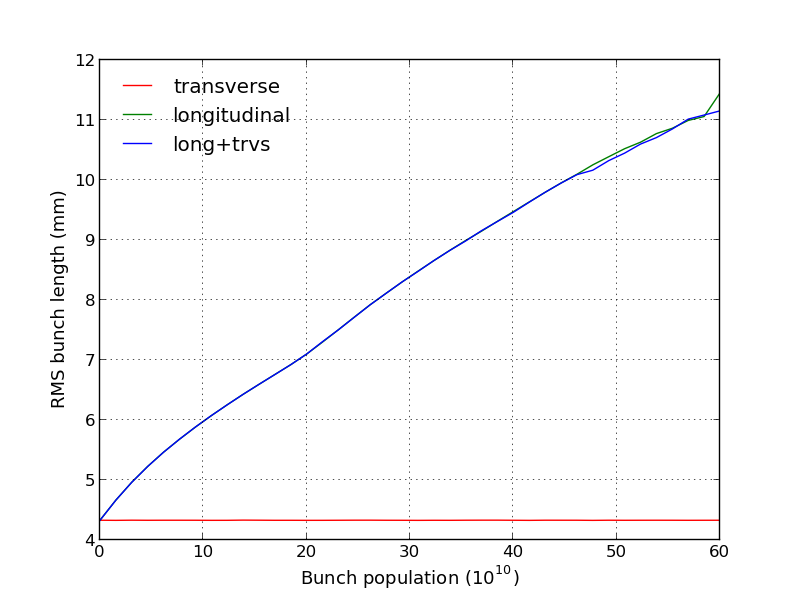 12
11
10
9
8
7
6
5
4
RMS bunch length (mm)
transverse
longitudinal
long+trvs
0 10 20 30 40 50 60
Bunch population (10^10)